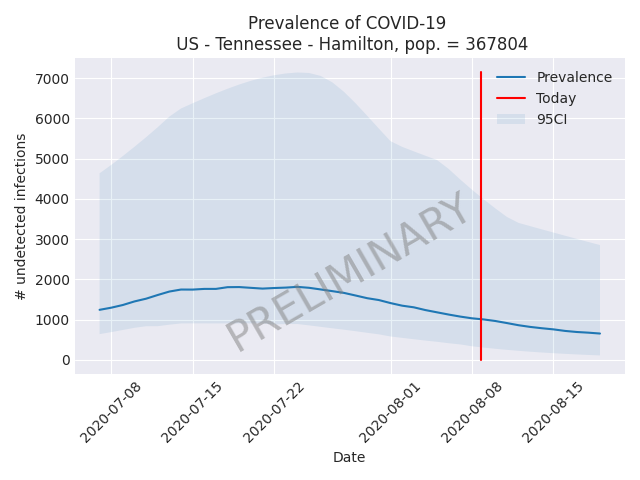 Prevalence of COVID-19
US - Tennessee - Hamilton, pop. = 367804
# undetected infections
7000
6000
5000
4000
3000
2000
1000
0
Prevalence
Today
95CI
PRELIMINARY
2020-07-08
2020-07-15
2020-07-22
2020-08-01
2020-08-08
2020-08-15
Date